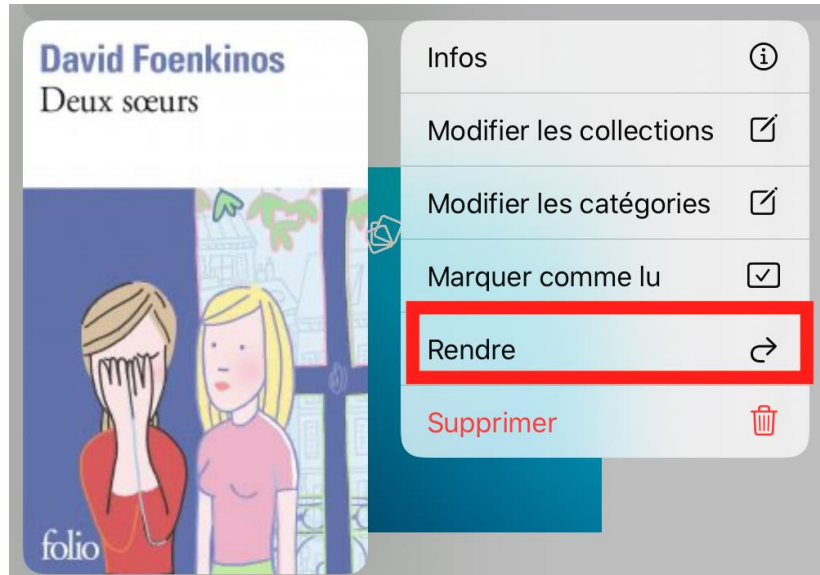 David Foenkinos
Deux sœurs
folio
Infos
Modifier les collections
Modifier les catégories
Marquer comme lu
Rendre
Supprimer